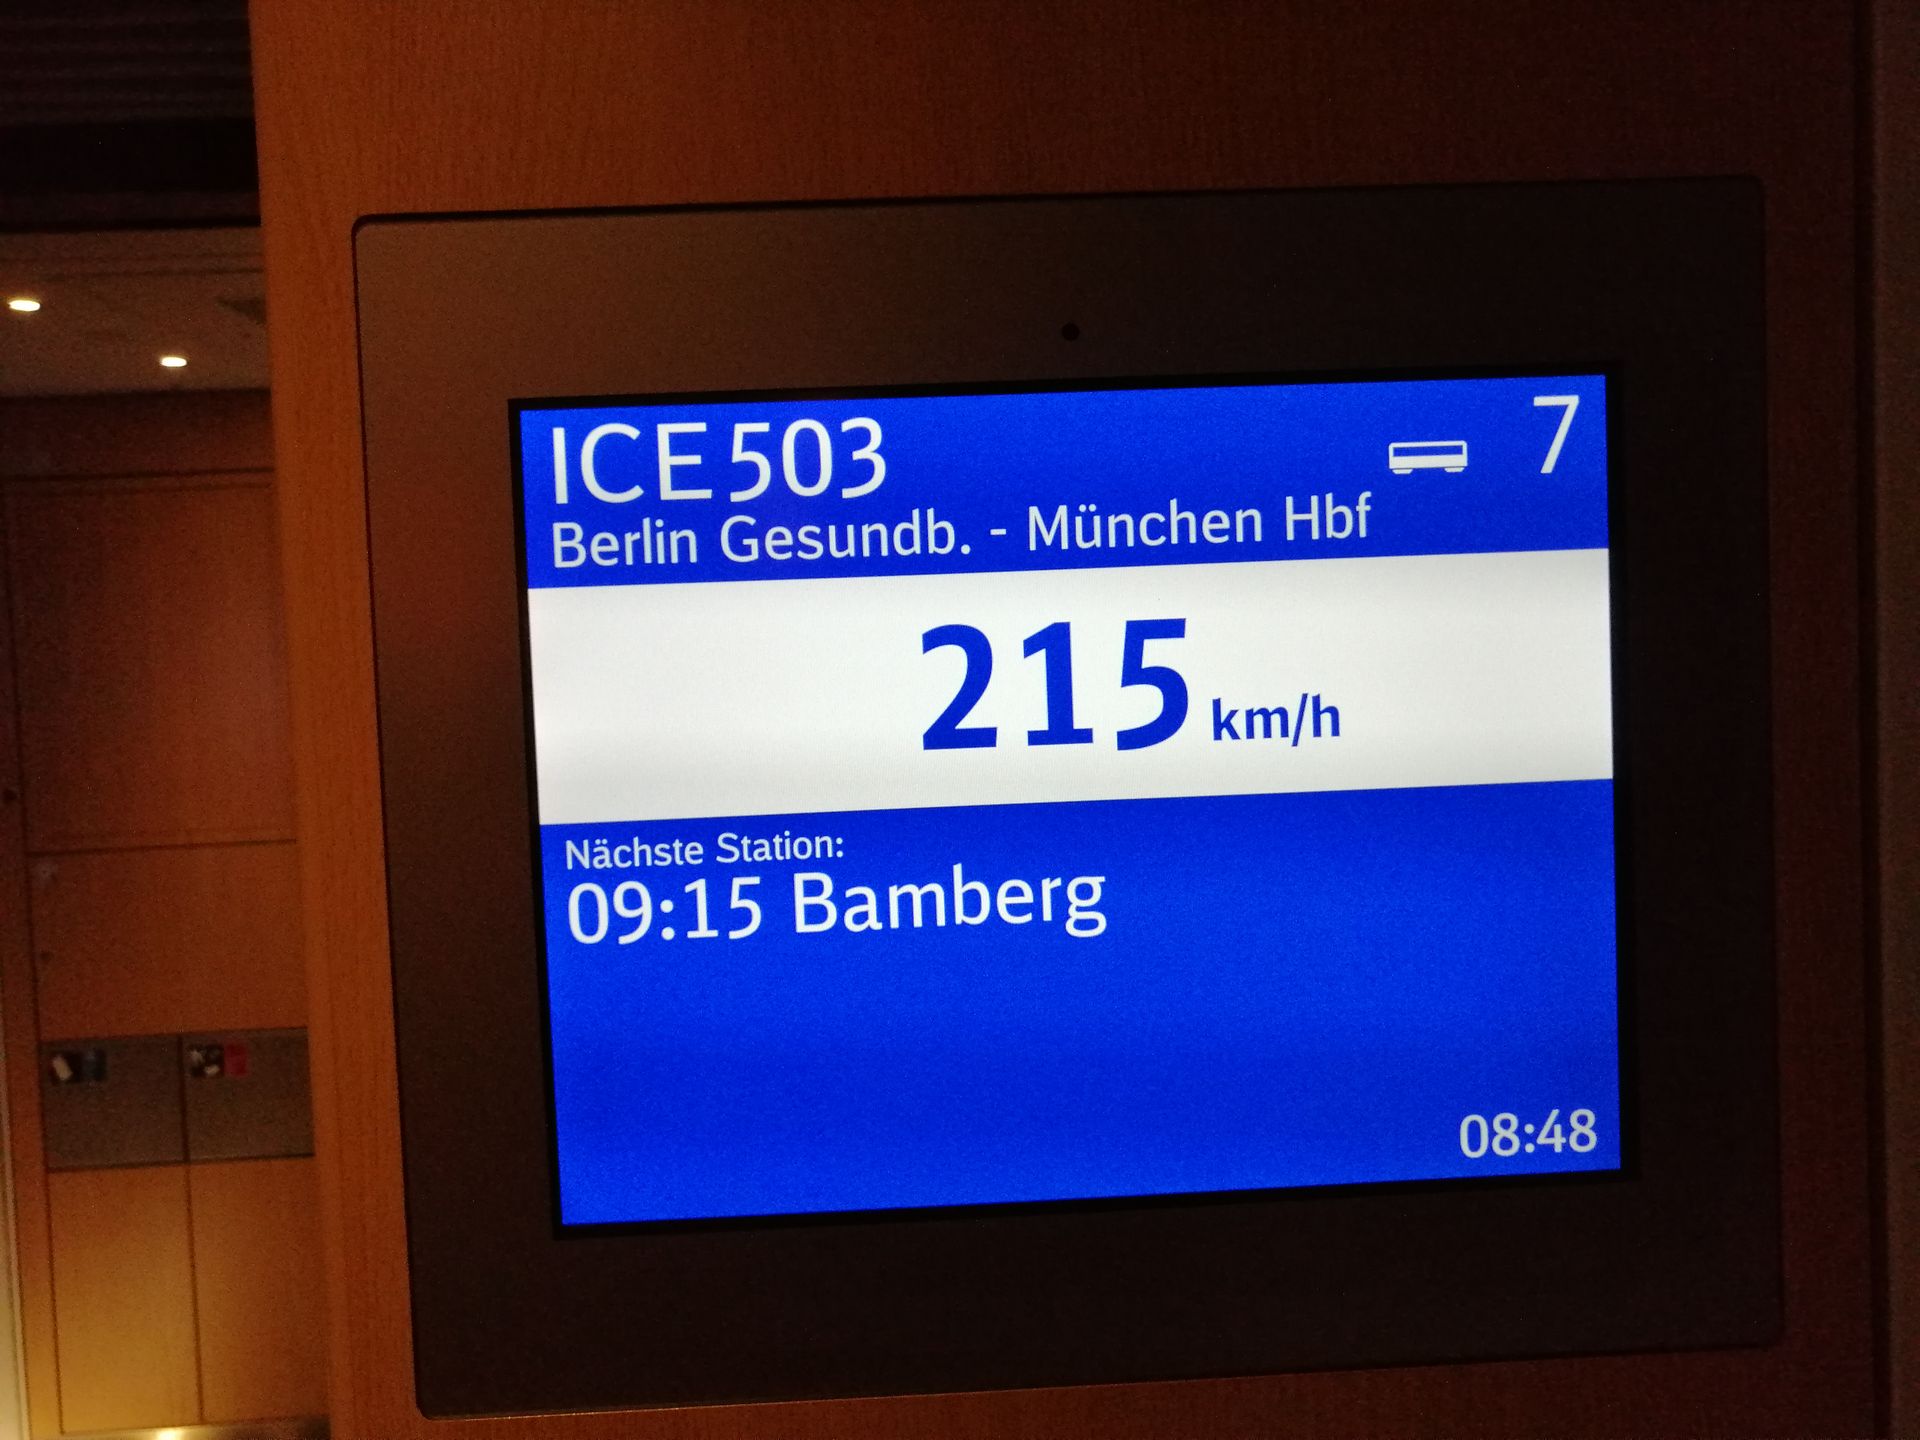 ICE 503
7
Berlin Gesundb. - München Hbf
215 km/h
Nächste Station:
09:15 Bamberg
08:48